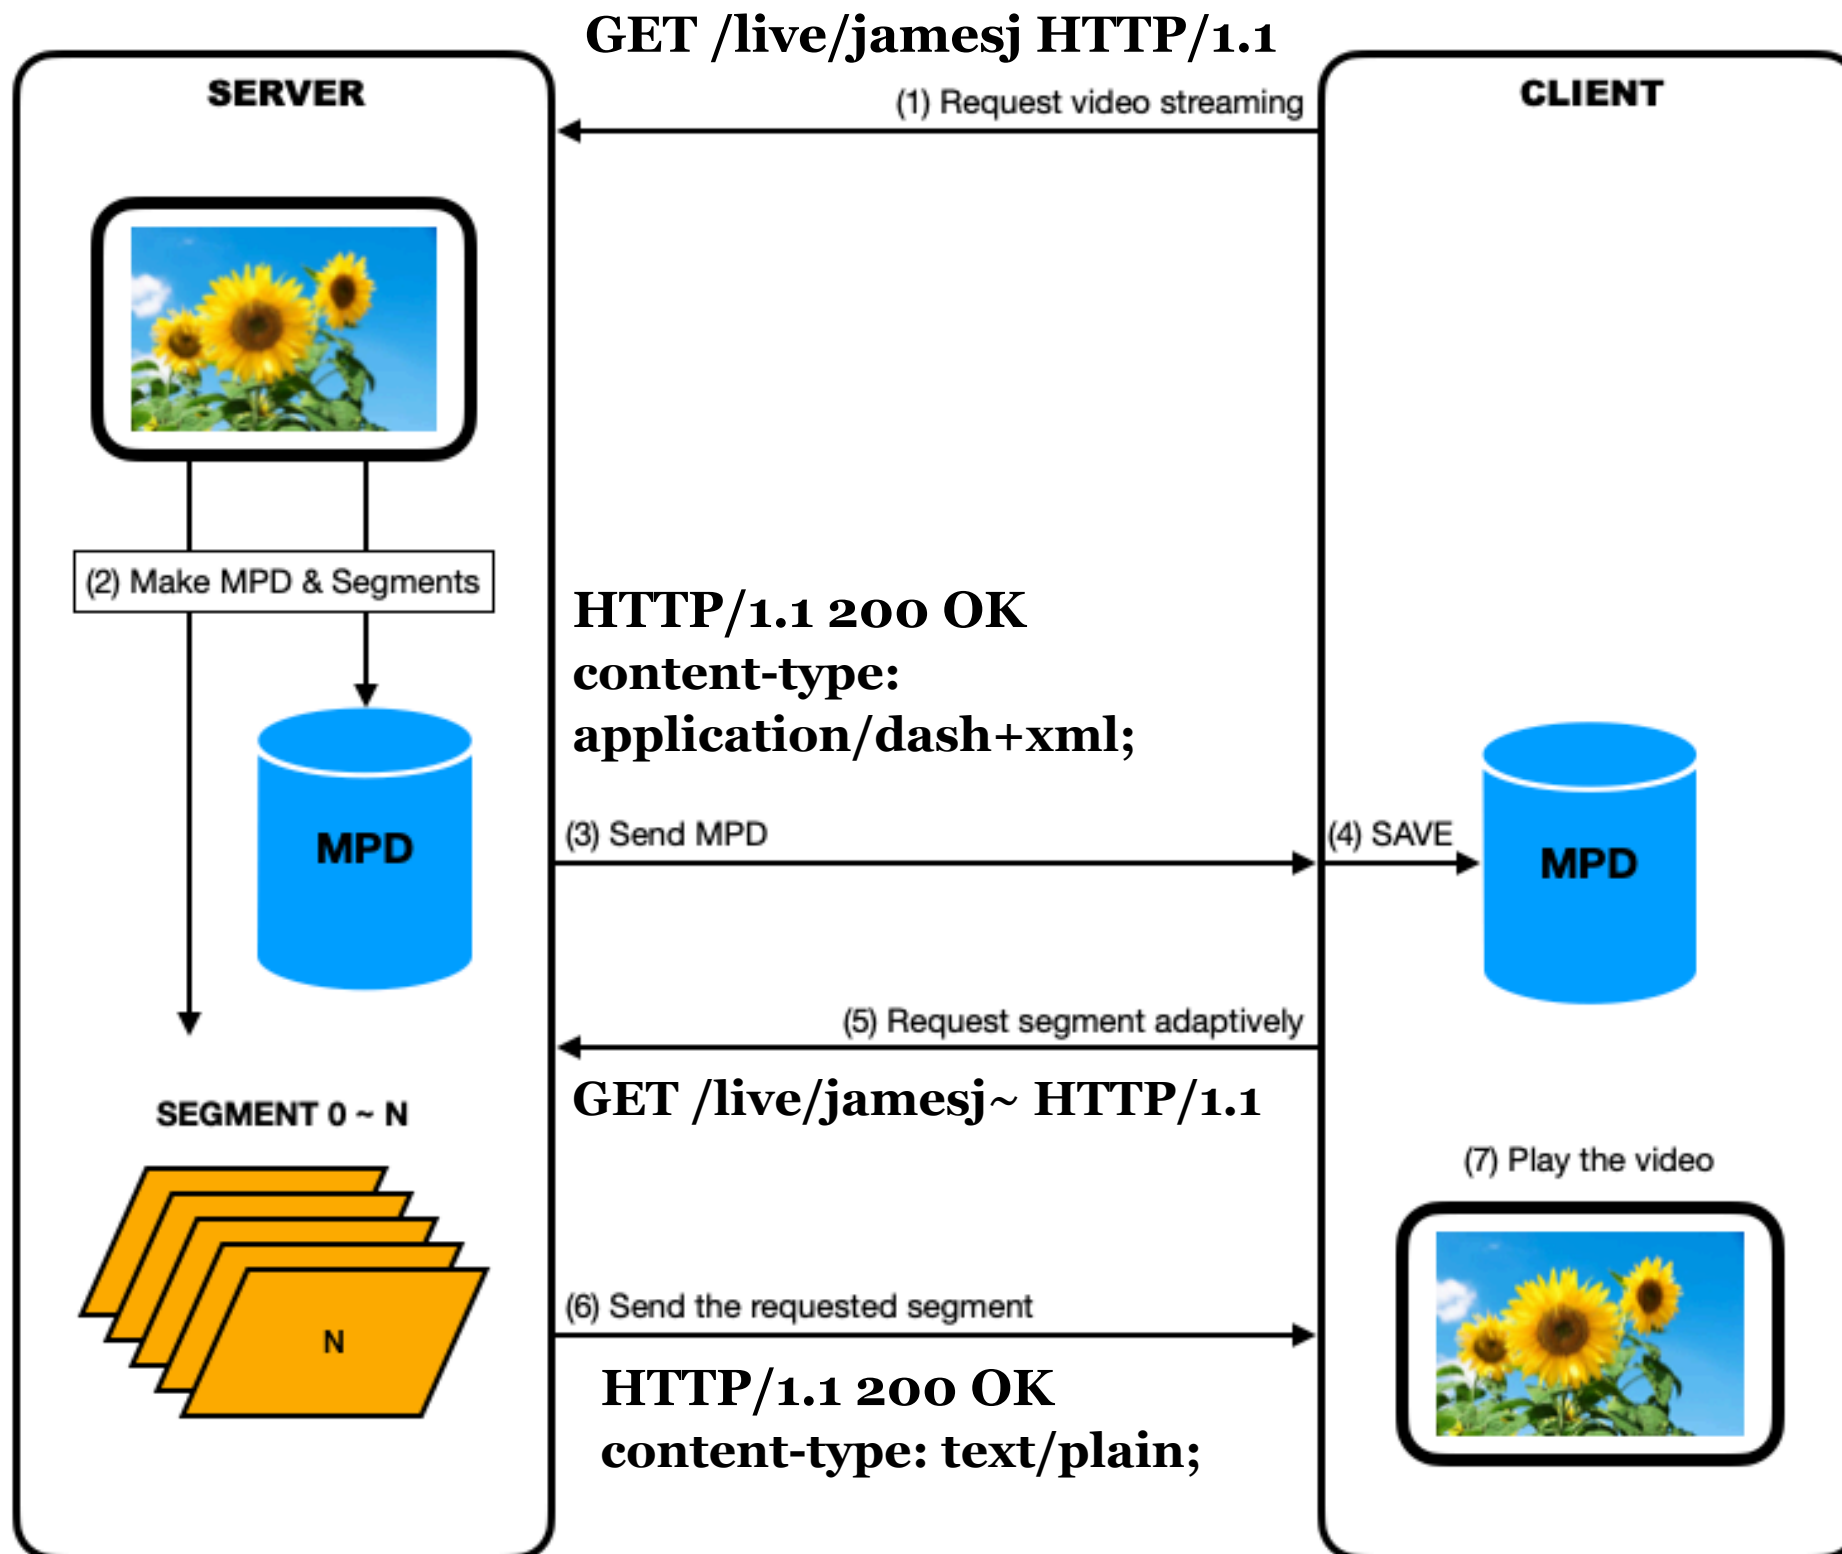 GET /live/jamesj HTTP/1.1
SERVER
CLIENT
(1) Request video streaming
(2) Make MPD & Segments
HTTP/1.1 200 OK
content-type:
application/dash+xml;
MPD
(3) Send MPD
(4) SAVE
MPD
(5) Request segment adaptively
GET /live/jamesj~ HTTP/1.1
SEGMENT 0 ~ N
(7) Play the video
N
(6) Send the requested segment
HTTP/1.1 200 OK
content-type: text/plain;